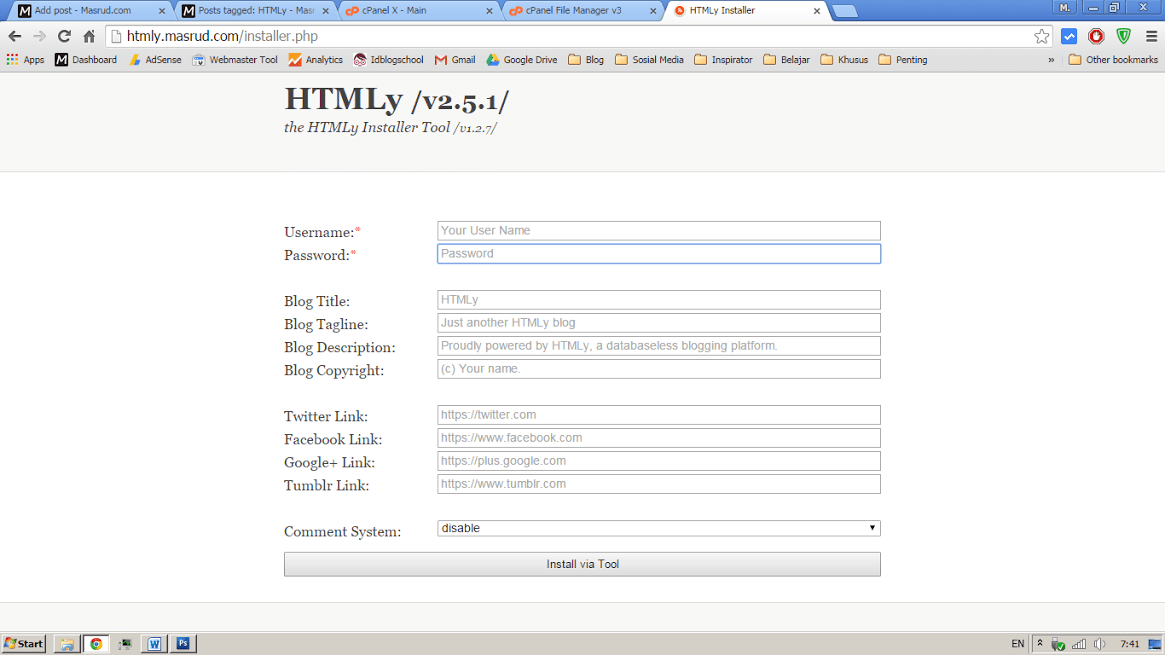 Add post - Masrud.com
Posts tagged: HTMLy - Mas
cPanel X - Main
cPanel File Manager v3
HTMLy Installer
M.
htmly.masrud.com/installer.php
Apps M Dashboard AdSense Webmaster Tool Analytics Idblogschool Gmail Google Drive Blog Sosial Media Inspirator Belajar Khusus Penting » Other bookmarks
HTMLy /v2.5.1/
the HTMLy Installer Tool /v1.2.7/
Username:* Your User Name
Password:* Password
Blog Title: HTMLy
Blog Tagline: Just another HTMLy blog
Blog Description: Proudly powered by HTMLy, a databaseless blogging platform.
Blog Copyright: (c) Your name.
Twitter Link: https://twitter.com
Facebook Link: https://www.facebook.com
Google+ Link: https://plus.google.com
Tumblr Link: https://www.tumblr.com
Comment System: disable
Install via Tool
Start W Ps EN 7:41